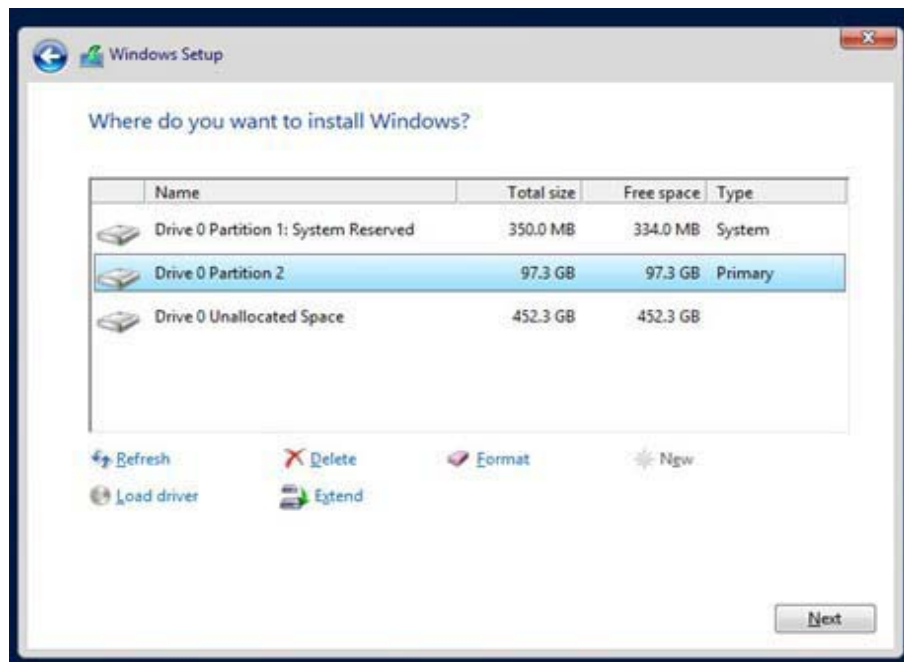 Windows Setup
Where do you want to install Windows?
Name Total size Free space Type
Drive 0 Partition 1: System Reserved 350.0 MB 334.0 MB System
Drive 0 Partition 2 97.3 GB 97.3 GB Primary
Drive 0 Unallocated Space 452.3 GB 452.3 GB
Refresh Delete Format New
Load driver Extend
Next